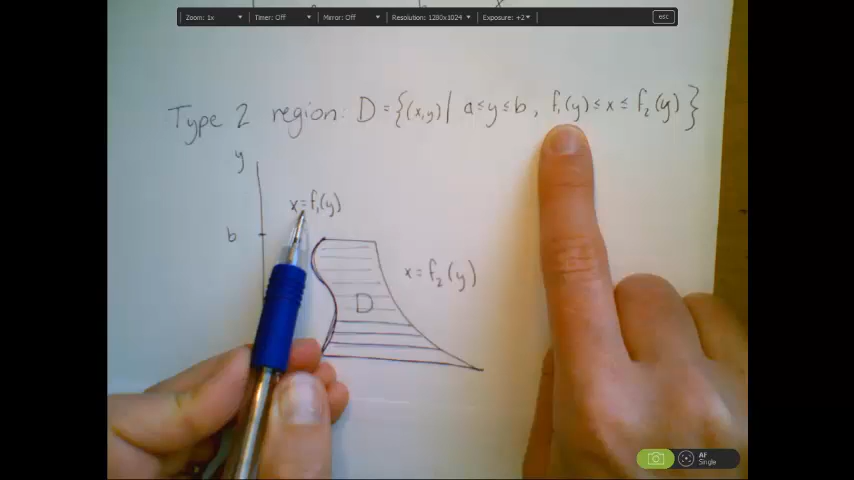 Zoom: 1x Timer: Off Mirror: Off Resolution: 1280x1024 Exposure: +2 esc
Type 2 region: D = {(x,y) | a ≤ y ≤ b, f₁(y) ≤ x ≤ f₂(y)}
y
x = f₁(y)
b
x = f₂(y)
D
AF
Single